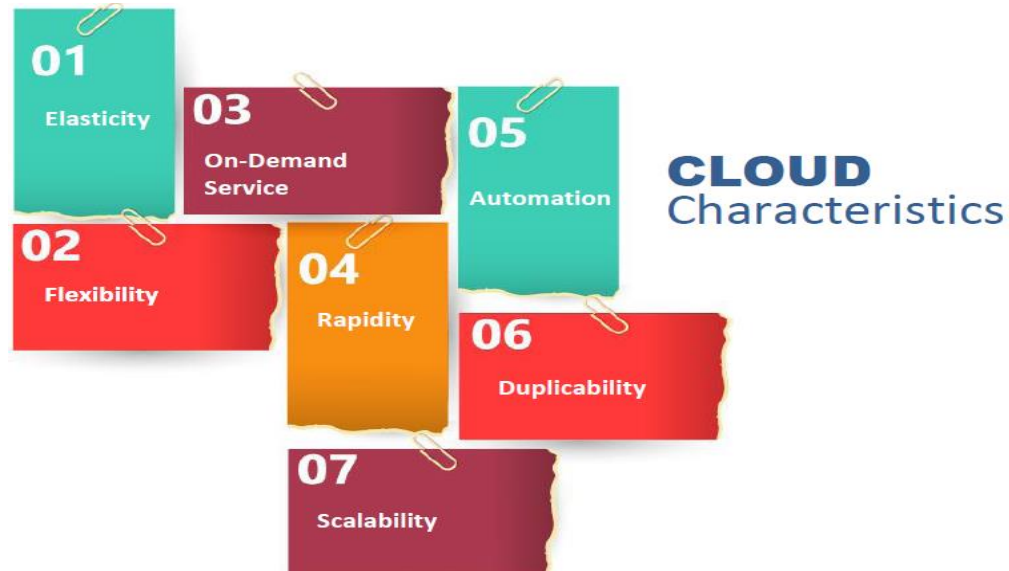 01
Elasticity
02
Flexibility
03
On-Demand
Service
04
Rapidity
05
Automation
06
Duplicability
07
Scalability
CLOUD
Characteristics